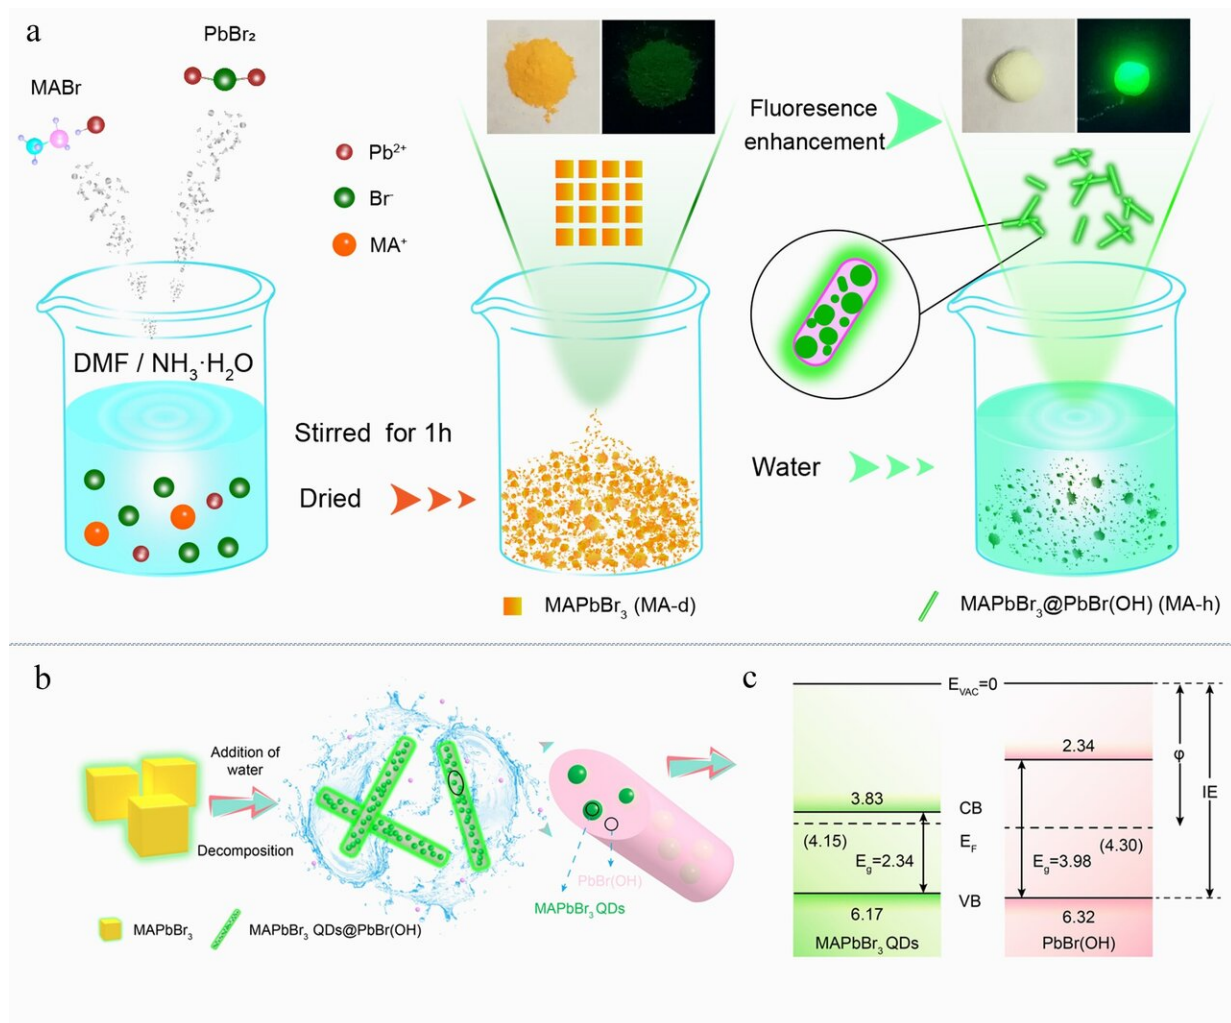 a
PbBr₂
MABr
Pb²⁺
Br⁻
MA⁺
DMF / NH₃·H₂O
Stirred for 1h
Dried
Fluoresence
enhancement
Water
MAPbBr₃ (MA-d)
MAPbBr₃@PbBr(OH) (MA-h)
b
Addition of
water
Decomposition
PbBr(OH)
MAPbBr₃ QDs
MAPbBr₃
MAPbBr₃ QDs@PbBr(OH)
c
E_VAC=0
2.34
φ
IE
3.83
CB
(4.15)
E_F
(4.30)
E_g=2.34
E_g=3.98
VB
6.17
6.32
MAPbBr₃ QDs
PbBr(OH)